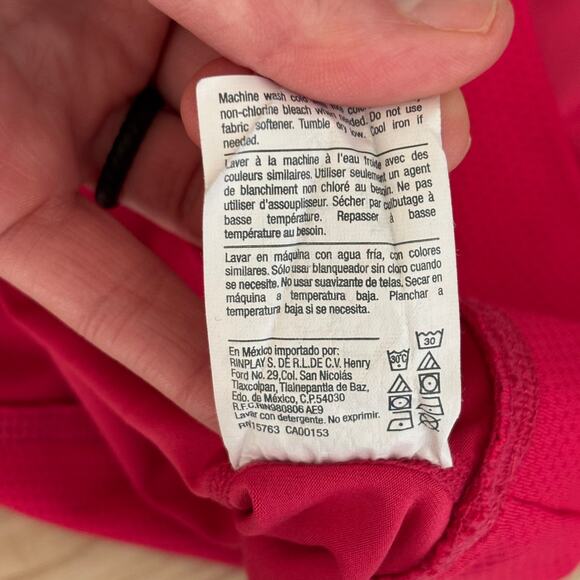 Machine wash cold
non-chlorine bleach when needed. Do not use
fabric softener. Tumble dry low. Cool iron if
needed.
Laver à la machine à l'eau froide avec des
couleurs similaires. Utiliser seulement un agent
de blanchiment non chloré au besoin. Ne pas
utiliser d'assouplisseur. Sécher par culbutage à
basse température. Repasser à basse
température au besoin.
Lavar en máquina con agua fría, con colores
similares. Sólo usar blanqueador sin cloro cuando
se necesite. No usar suavizante de telas. Secar en
máquina a temperatura baja. Planchar a
temperatura baja si se necesita.
En México importado por:
RINPLAY S. DE R.L.DE C.V. Henry
Ford No. 29,Col. San Nicolás
Tlaxcolpan, Tlalnepantla de Baz,
Edo. de México, C.P.54030
R.F.C.RIN980806 AE9
Lavar con detergente. No exprimir.
RN15763 CA00153
30°C
30